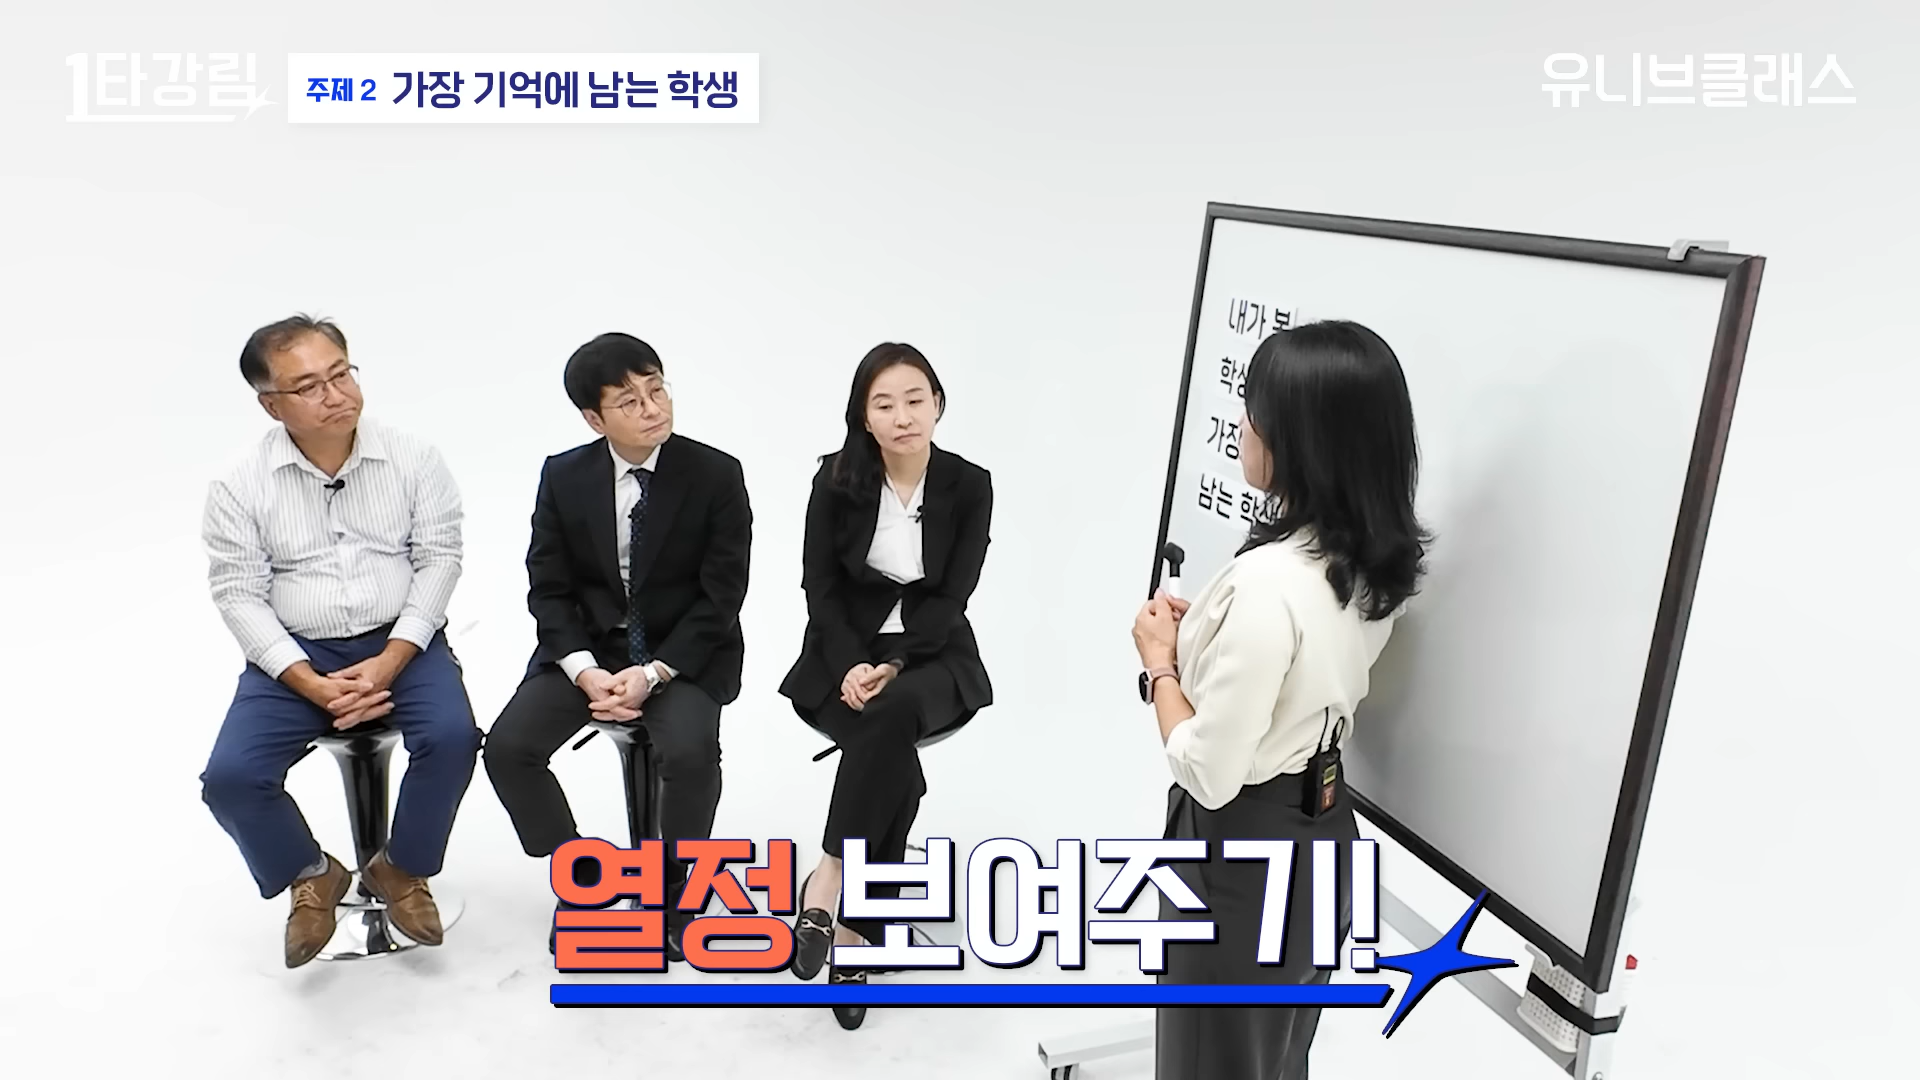 1타강림
주제 2 가장 기억에 남는 학생
유니브클래스
내가 본
학생
가장
남는 학생
열정 보여주기!